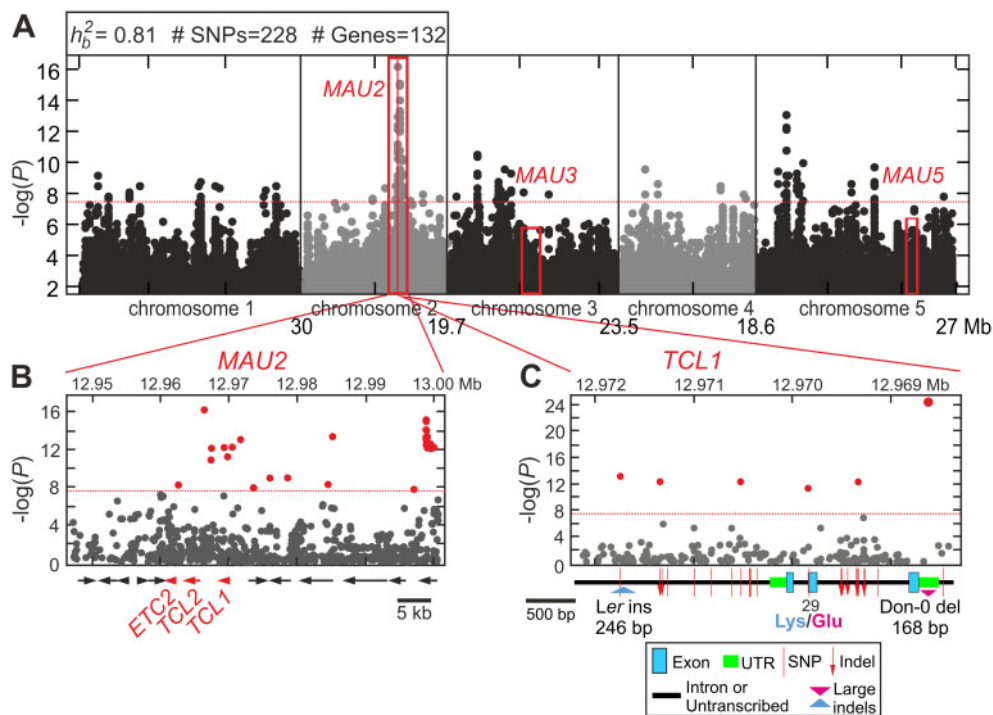 A
h_b^2 = 0.81 # SNPs=228 # Genes=132
16
14
12
10
8
6
4
2
-log(P)
MAU2
MAU3
MAU5
chromosome 1
chromosome 2
chromosome 3
chromosome 4
chromosome 5
30
19.7
23.5
18.6
27 Mb
B
MAU2
12.95 12.96 12.97 12.98 12.99 13.00 Mb
16
12
8
4
0
-log(P)
ETC2
TCL2
TCL1
5 kb
C
TCL1
12.972 12.971 12.970 12.969 Mb
24
20
16
12
8
4
0
-log(P)
500 bp
Ler ins
246 bp
29
Lys/Glu
Don-0 del
168 bp
Exon UTR SNP Indel
Intron or
Untranscribed
Large
indels